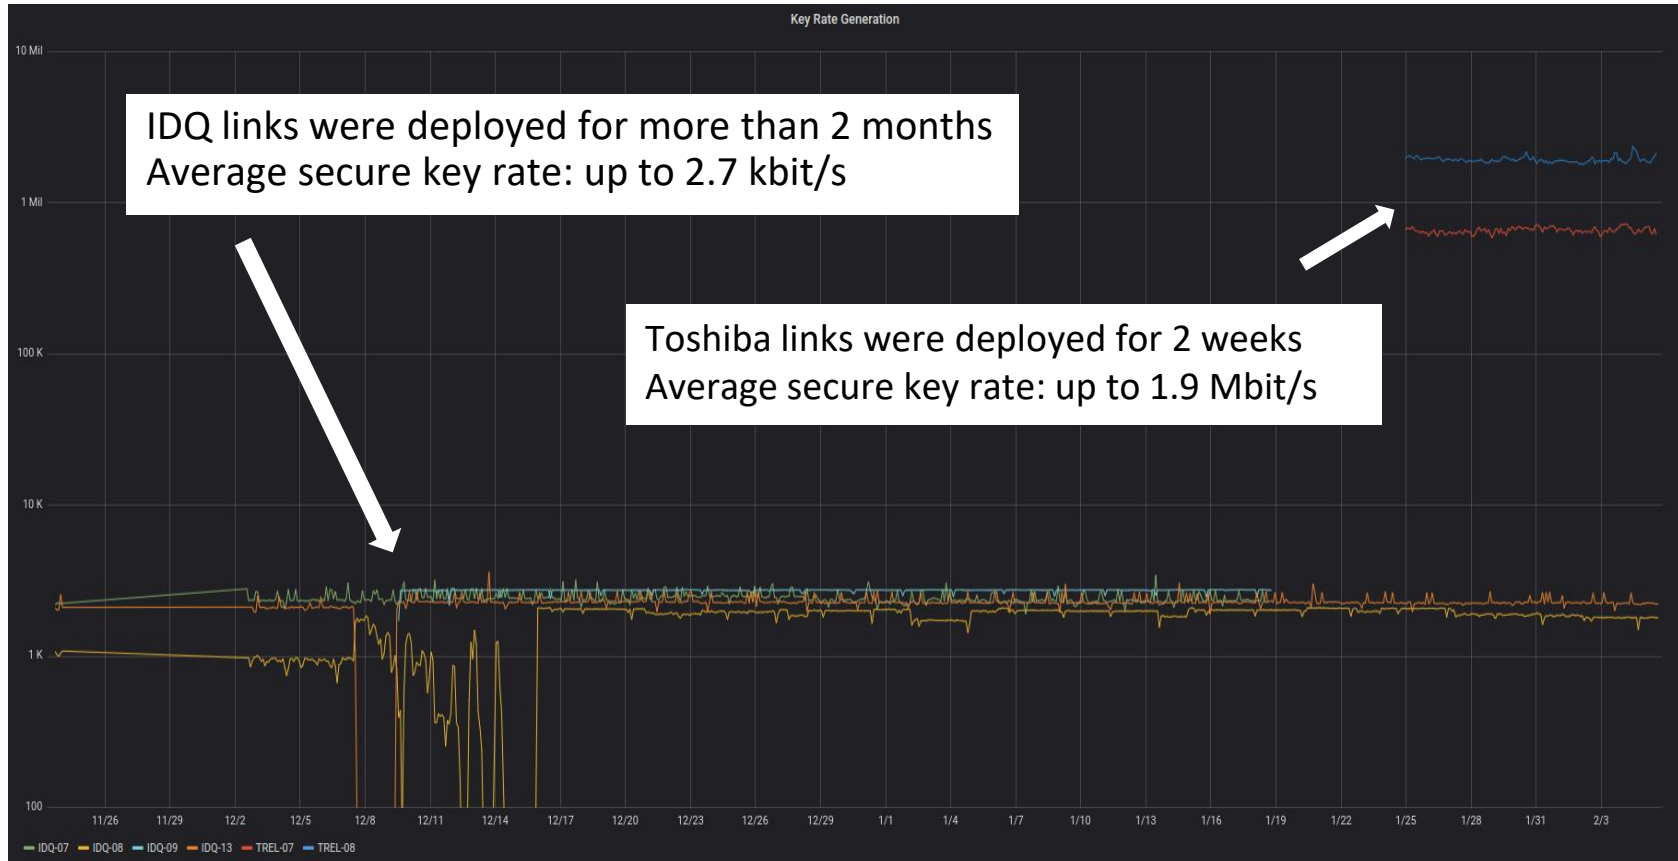 Key Rate Generation
10 Mil
IDQ links were deployed for more than 2 months
Average secure key rate: up to 2.7 kbit/s
1 Mil
Toshiba links were deployed for 2 weeks
Average secure key rate: up to 1.9 Mbit/s
100 K
10 K
1 K
100
11/26 11/29 12/2 12/5 12/8 12/11 12/14 12/17 12/20 12/23 12/26 12/29 1/1 1/4 1/7 1/10 1/13 1/16 1/19 1/22 1/25 1/28 1/31 2/3
IDQ-07 IDQ-08 IDQ-09 IDQ-13 TREL-07 TREL-08